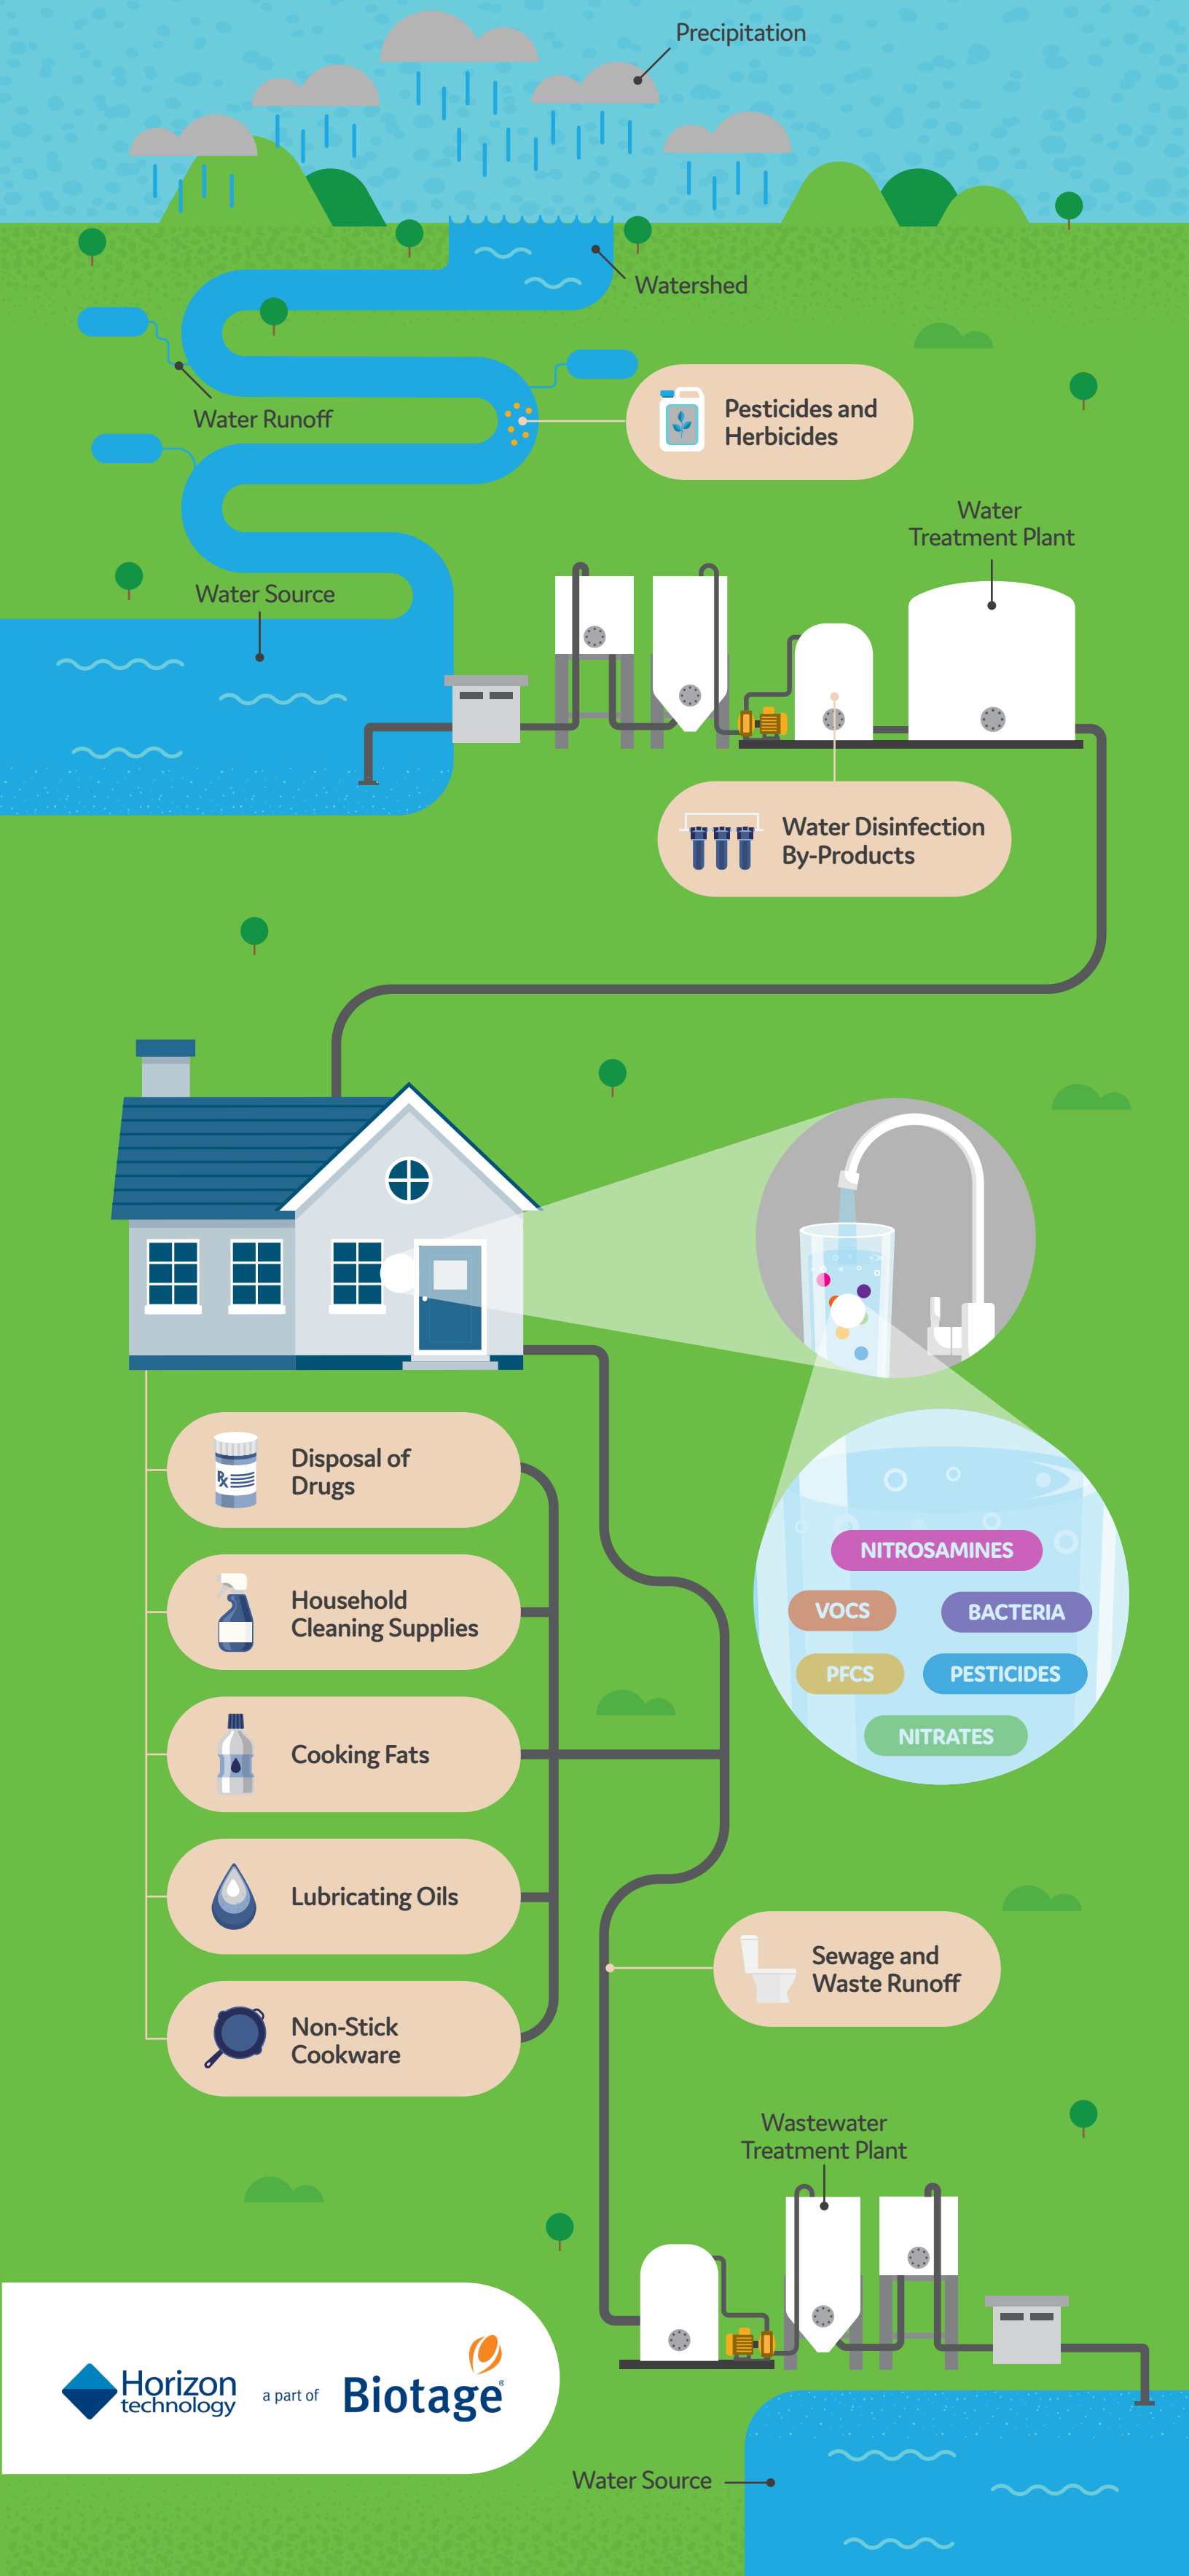 Precipitation
Watershed
Water Runoff
Pesticides and
Herbicides
Water
Treatment Plant
Water Source
Water Disinfection
By-Products
Disposal of
Drugs
Rx
Household
Cleaning Supplies
Cooking Fats
Lubricating Oils
Non-Stick
Cookware
NITROSAMINES
VOCS
BACTERIA
PFCS
PESTICIDES
NITRATES
Sewage and
Waste Runoff
Wastewater
Treatment Plant
Horizon
technology
a part of
Biotage®
Water Source